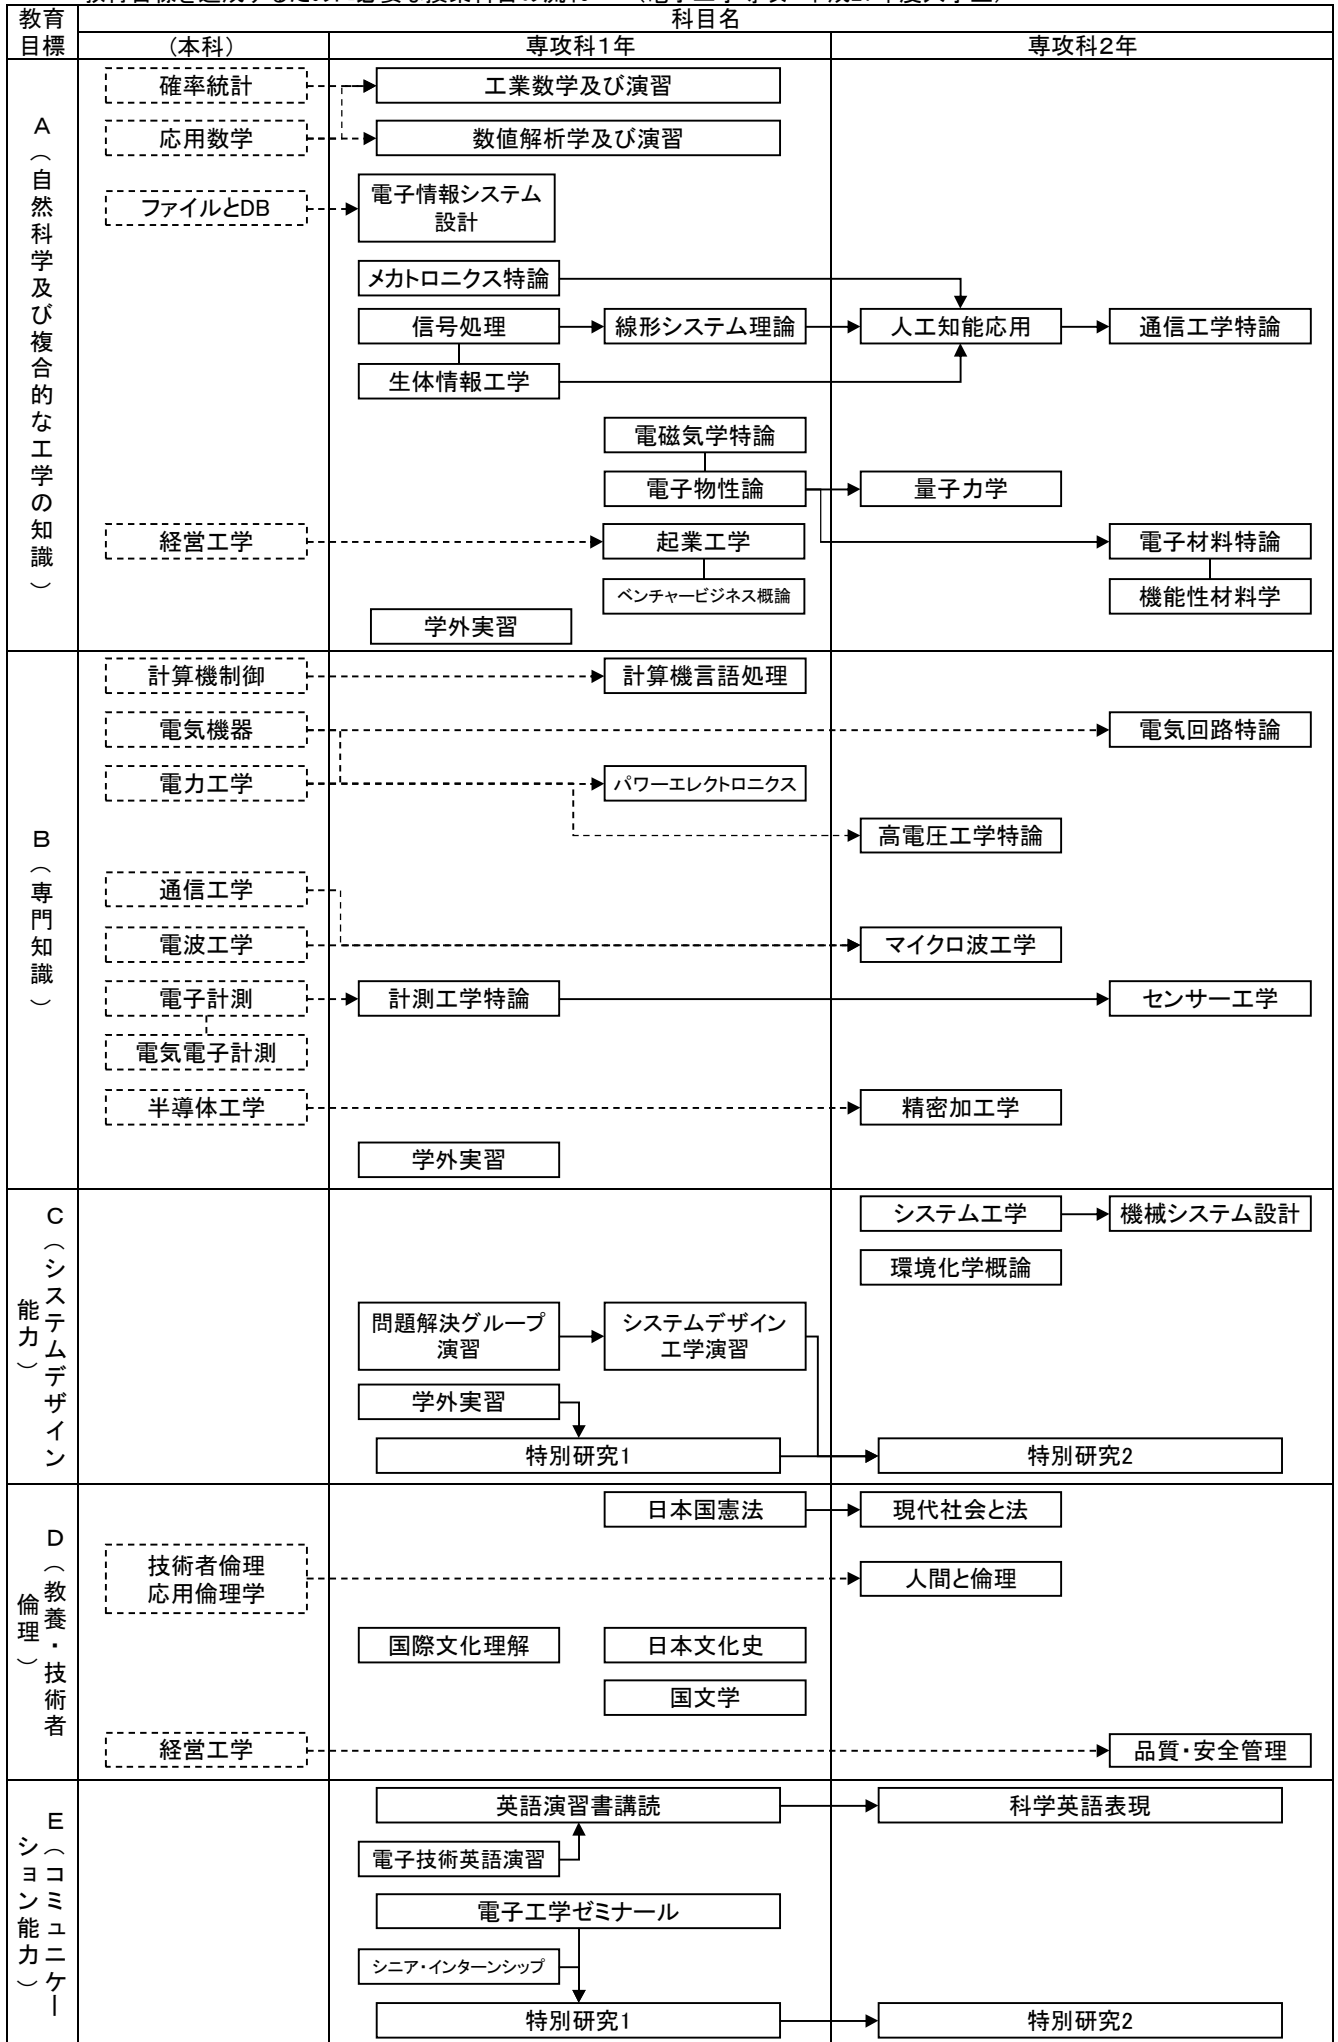 教育
目標
科目名
(本科)
専攻科1年
専攻科2年
A(自然科学及び複合的な工学の知識)
確率統計
工業数学及び演習
応用数学
数値解析学及び演習
ファイルとDB
電子情報システム
設計
メカトロニクス特論
信号処理
線形システム理論
人工知能応用
通信工学特論
生体情報工学
電磁気学特論
電子物性論
量子力学
経営工学
起業工学
電子材料特論
ベンチャービジネス概論
機能性材料学
学外実習
B(専門知識)
計算機制御
計算機言語処理
電気機器
電気回路特論
電力工学
パワーエレクトロニクス
高電圧工学特論
通信工学
電波工学
マイクロ波工学
電子計測
計測工学特論
センサー工学
電気電子計測
半導体工学
精密加工学
学外実習
C(システムデザイン
能力)
システム工学
機械システム設計
環境化学概論
問題解決グループ
演習
システムデザイン
工学演習
学外実習
特別研究1
特別研究2
D(教養・技術者
倫理)
日本国憲法
現代社会と法
技術者倫理
応用倫理学
人間と倫理
国際文化理解
日本文化史
国文学
経営工学
品質・安全管理
E(コミュニケー
ション能力)
英語演習書講読
科学英語表現
電子技術英語演習
電子工学ゼミナール
シニア・インターンシップ
特別研究1
特別研究2